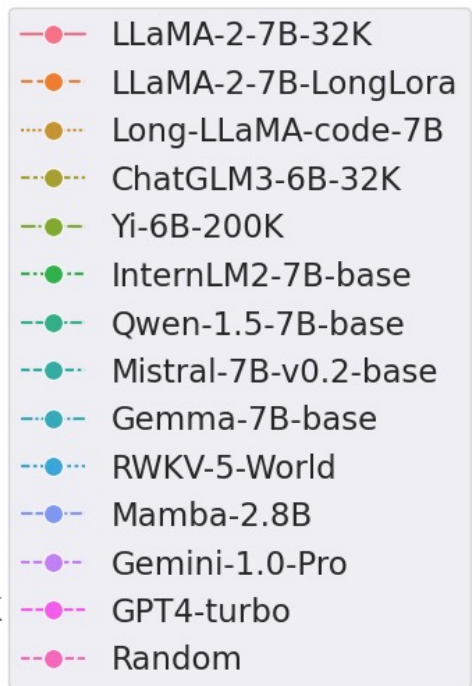 LLaMA-2-7B-32K
LLaMA-2-7B-LongLora
Long-LLaMA-code-7B
ChatGLM3-6B-32K
Yi-6B-200K
InternLM2-7B-base
Qwen-1.5-7B-base
Mistral-7B-v0.2-base
Gemma-7B-base
RWKV-5-World
Mamba-2.8B
Gemini-1.0-Pro
GPT4-turbo
Random